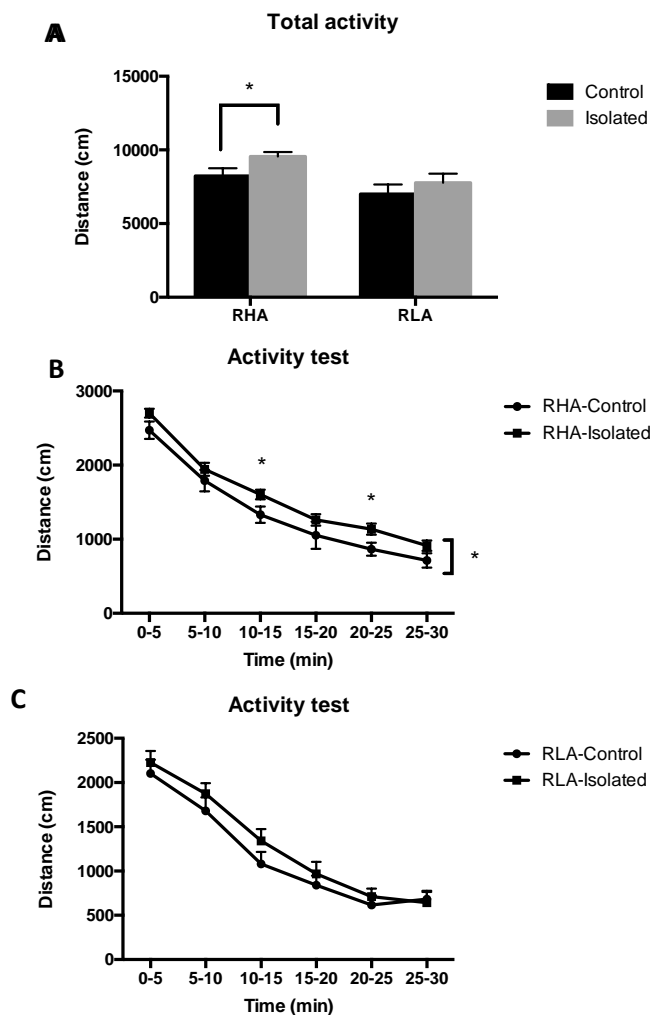 A
Total activity
15000
10000
5000
0
Distance (cm)
*
RHA
RLA
Control
Isolated
B
Activity test
3000
2000
1000
0
Distance (cm)
*
*
*
0-5 5-10 10-15 15-20 20-25 25-30
Time (min)
RHA-Control
RHA-Isolated
C
Activity test
2500
2000
1500
1000
500
0
Distance (cm)
0-5 5-10 10-15 15-20 20-25 25-30
Time (min)
RLA-Control
RLA-Isolated